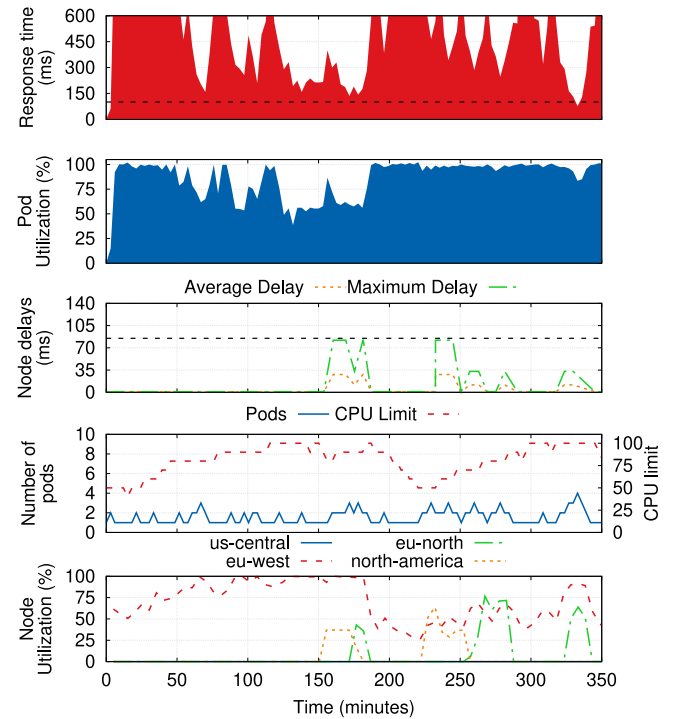 600
450
300
150
0
Response time
(ms)
100
75
50
25
0
Pod
Utilization (%)
Average Delay Maximum Delay
140
105
70
35
0
Node delays
(ms)
Pods CPU Limit
10
8
6
4
2
0
Number of
pods
100
75
50
25
0
CPU limit
us-central eu-north
eu-west north-america
100
75
50
25
0
Node
Utilization (%)
0 50 100 150 200 250 300 350
Time (minutes)